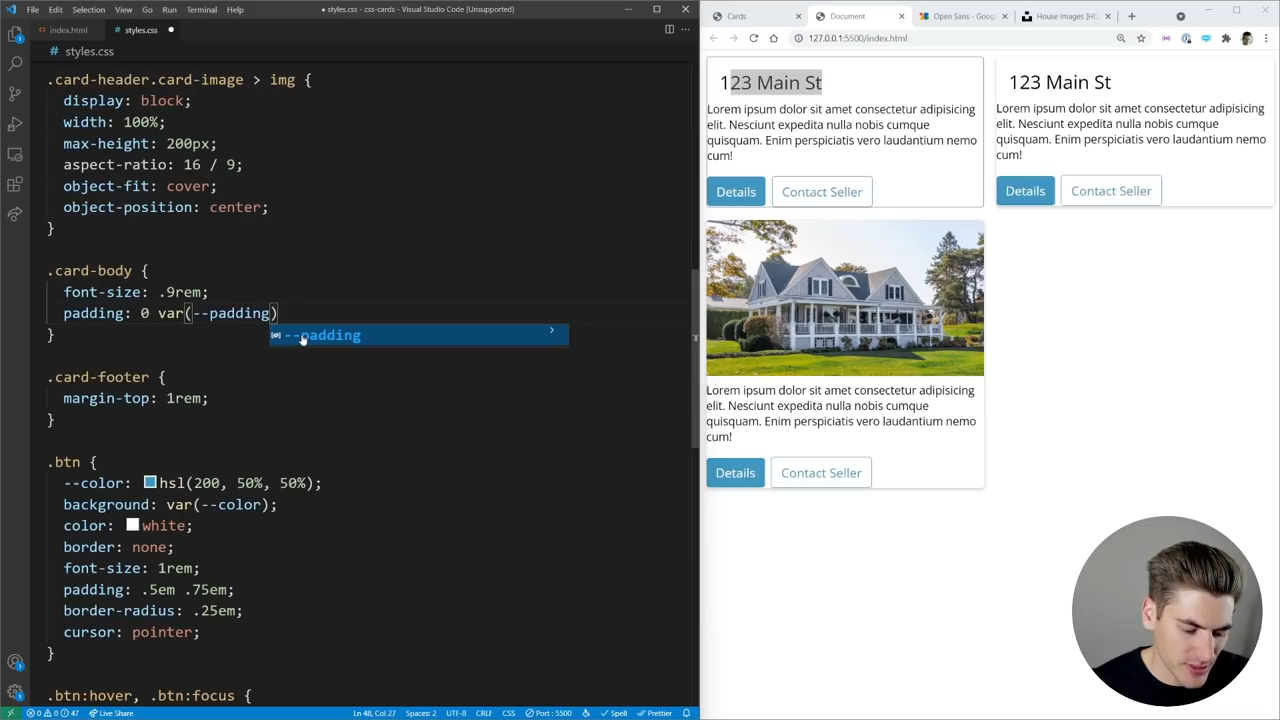 File Edit Selection View Go Run Terminal Help
● styles.css - css-cards - Visual Studio Code [Unsupported]
index.html
# styles.css ●
# styles.css
.card-header.card-image > img {
display: block;
width: 100%;
max-height: 200px;
aspect-ratio: 16 / 9;
object-fit: cover;
object-position: center;
}
.card-body {
font-size: .9rem;
padding: 0 var(--padding)
--padding
}
.card-footer {
margin-top: 1rem;
}
.btn {
--color: hsl(200, 50%, 50%);
background: var(--color);
color: white;
border: none;
font-size: 1rem;
padding: .5em .75em;
border-radius: .25em;
cursor: pointer;
}
.btn:hover, .btn:focus {
0 0 47 Live Share Ln 48, Col 27 Spaces: 2 UTF-8 CRLF CSS Port : 5500 Spell Prettier
Cards
Document
Open Sans - Goog
House Images [HQ
127.0.0.1:5500/index.html
123 Main St
Lorem ipsum dolor sit amet consectetur adipisicing
elit. Nesciunt expedita nulla nobis cumque
quisquam. Enim perspiciatis vero laudantium nemo
cum!
Details Contact Seller
123 Main St
Lorem ipsum dolor sit amet consectetur adipisicing
elit. Nesciunt expedita nulla nobis cumque
quisquam. Enim perspiciatis vero laudantium nemo
cum!
Details Contact Seller
Lorem ipsum dolor sit amet consectetur adipisicing
elit. Nesciunt expedita nulla nobis cumque
quisquam. Enim perspiciatis vero laudantium nemo
cum!
Details Contact Seller